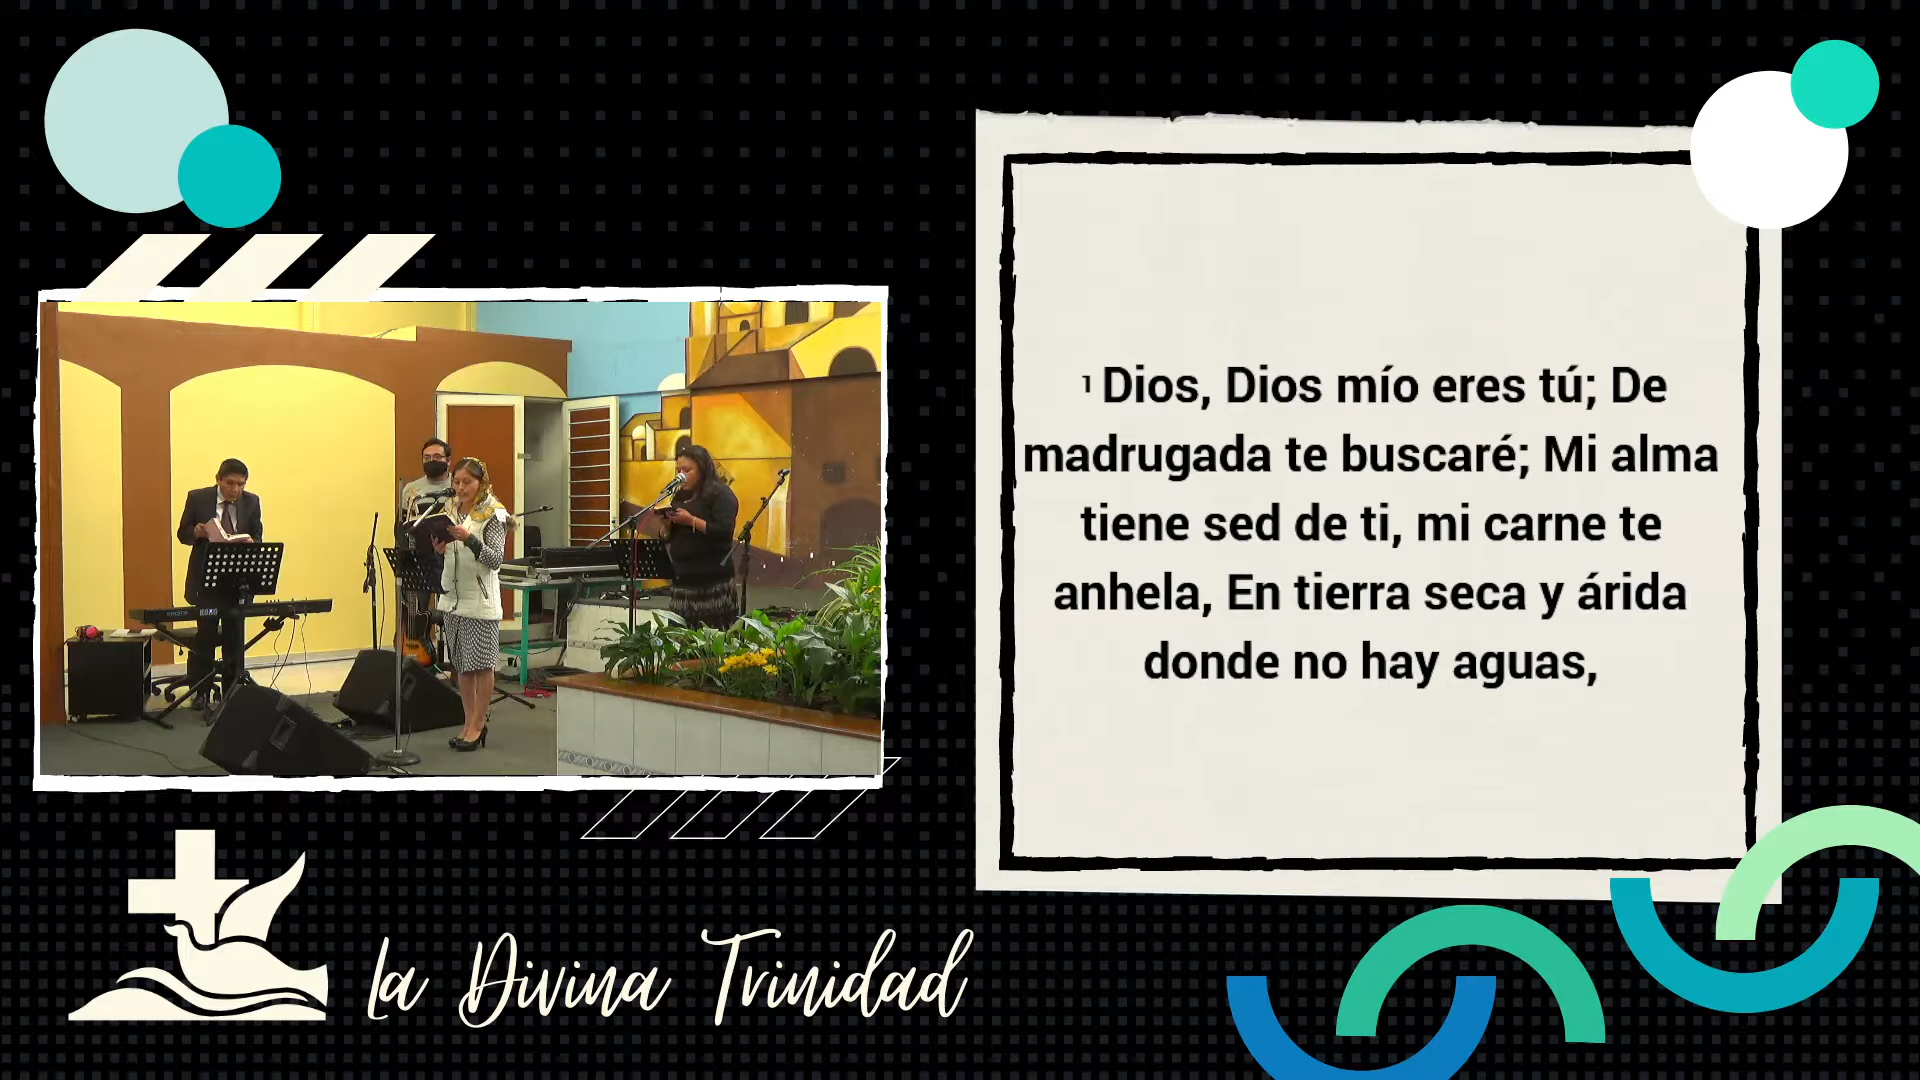 ¹ Dios, Dios mío eres tú; De
madrugada te buscaré; Mi alma
tiene sed de ti, mi carne te
anhela, En tierra seca y árida
donde no hay aguas,
KORG
la Divina Trinidad